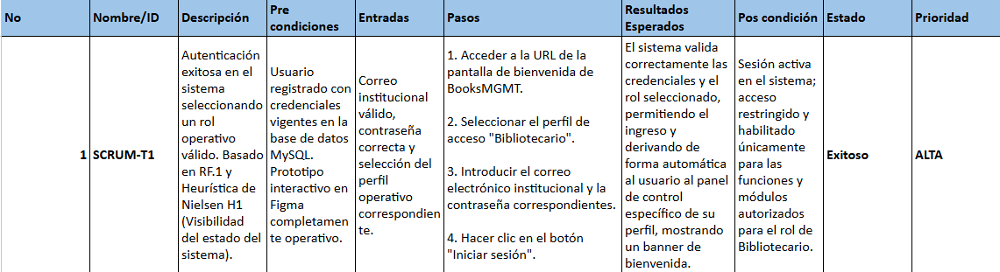 No
Nombre/ID
Descripción
Pre
condiciones
Entradas
Pasos
Resultados
Esperados
Pos condición
Estado
Prioridad
1
SCRUM-T1
Autenticación
exitosa en el
sistema
seleccionando
un rol
operativo
válido. Basado
en RF.1 y
Heurística de
Nielsen H1
(Visibilidad
del estado del
sistema).
Usuario
registrado con
credenciales
vigentes en la
base de datos
MySQL.
Prototipo
interactivo en
Figma
completamen
te operativo.
Correo
institucional
válido,
contraseña
correcta y
selección del
perfil
operativo
correspondien
te.
1. Acceder a la URL de la
pantalla de bienvenida de
BooksMGMT.
2. Seleccionar el perfil de
acceso "Bibliotecario".
3. Introducir el correo
electrónico institucional y la
contraseña correspondientes.
4. Hacer clic en el botón
"Iniciar sesión".
El sistema valida
correctamente las
credenciales y el
rol seleccionado,
permitiendo el
ingreso y
derivando de
forma automática
al usuario al panel
de control
específico de su
perfil, mostrando
un banner de
bienvenida.
Sesión activa
en el sistema;
acceso
restringido y
habilitado
únicamente
para las
funciones y
módulos
autorizados
para el rol de
Bibliotecario.
Exitoso
ALTA